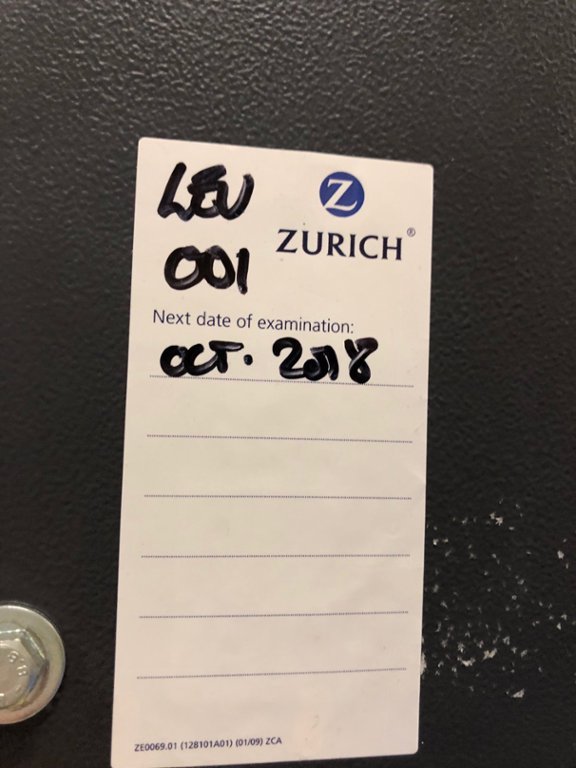 LEV
001
Z
ZURICH®
Next date of examination:
OCT. 2018
ZE0069.01 (128101A01) (01/09) ZCA